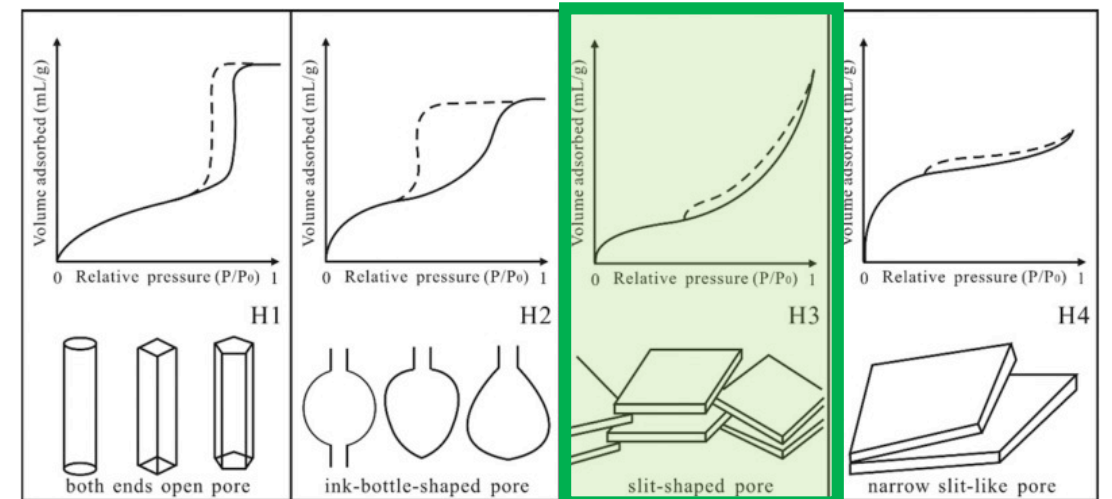 Volume adsorbed (mL/g)
0 Relative pressure (P/P₀) 1
H1
both ends open pore
Volume adsorbed (mL/g)
0 Relative pressure (P/P₀) 1
H2
ink-bottle-shaped pore
Volume adsorbed (mL/g)
0 Relative pressure (P/P₀) 1
H3
slit-shaped pore
Volume adsorbed (mL/g)
0 Relative pressure (P/P₀) 1
H4
narrow slit-like pore